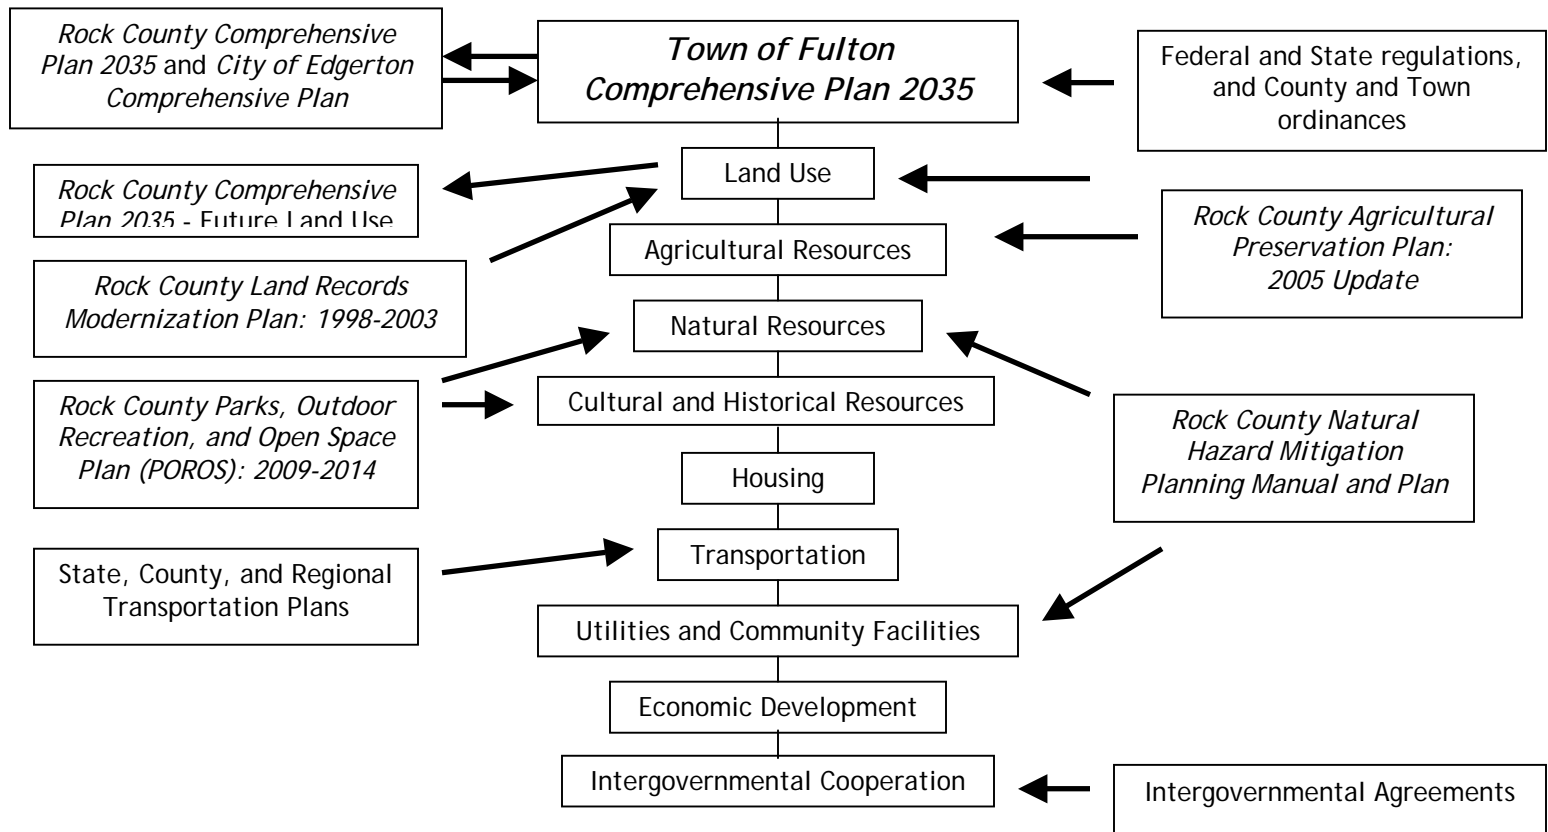 Rock County Comprehensive
Plan 2035 and City of Edgerton
Comprehensive Plan
Town of Fulton
Comprehensive Plan 2035
Federal and State regulations,
and County and Town
ordinances
Rock County Comprehensive
Plan 2035 - Future Land Use
Land Use
Rock County Agricultural
Preservation Plan:
2005 Update
Agricultural Resources
Rock County Land Records
Modernization Plan: 1998-2003
Natural Resources
Rock County Parks, Outdoor
Recreation, and Open Space
Plan (POROS): 2009-2014
Cultural and Historical Resources
Rock County Natural
Hazard Mitigation
Planning Manual and Plan
Housing
State, County, and Regional
Transportation Plans
Transportation
Utilities and Community Facilities
Economic Development
Intergovernmental Cooperation
Intergovernmental Agreements